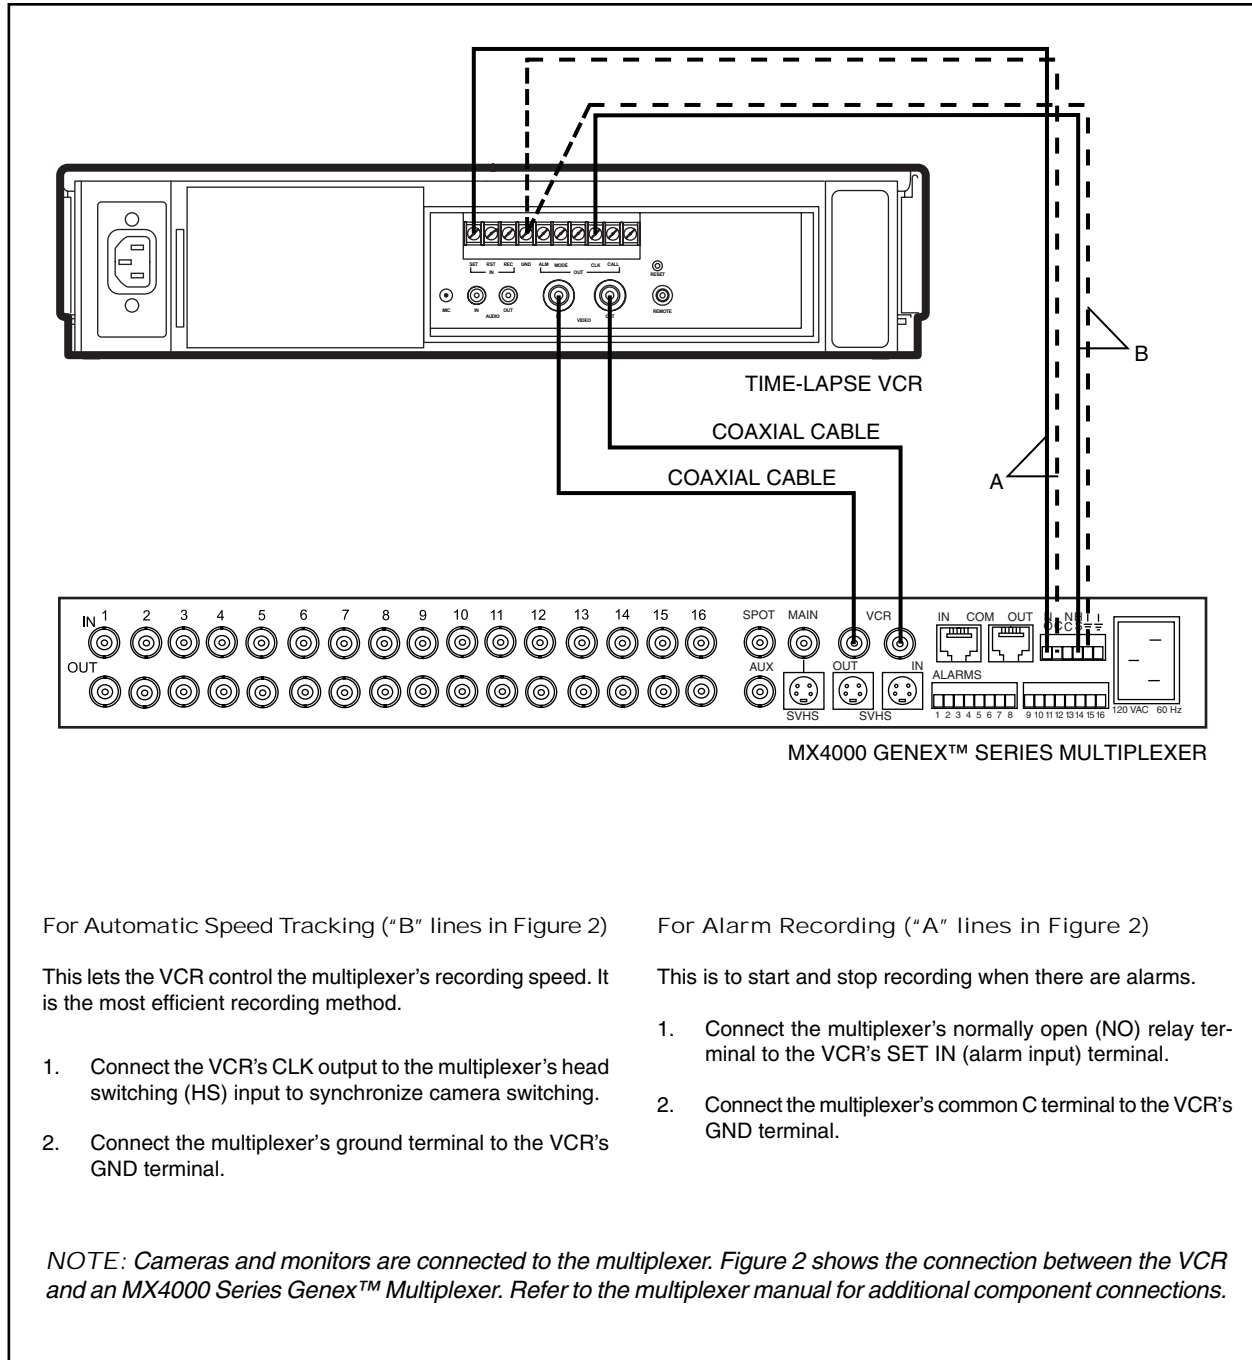 SET RST REC GND ALM MODE CLK CALL
IN OUT
RESET
MIC IN OUT REMOTE
AUDIO VIDEO
B
TIME-LAPSE VCR
COAXIAL CABLE
COAXIAL CABLE
A
IN 1 2 3 4 5 6 7 8 9 10 11 12 13 14 15 16 SPOT MAIN VCR IN COM OUT
OUT AUX OUT IN ALARMS
SVHS SVHS 1 2 3 4 5 6 7 8 9 10 11 12 13 14 15 16 120 VAC 60 Hz
MX4000 GENEX™ SERIES MULTIPLEXER
For Automatic Speed Tracking ("B" lines in Figure 2)
This lets the VCR control the multiplexer's recording speed. It
is the most efficient recording method.
1. Connect the VCR's CLK output to the multiplexer's head
switching (HS) input to synchronize camera switching.
2. Connect the multiplexer's ground terminal to the VCR's
GND terminal.
For Alarm Recording ("A" lines in Figure 2)
This is to start and stop recording when there are alarms.
1. Connect the multiplexer's normally open (NO) relay ter-
minal to the VCR's SET IN (alarm input) terminal.
2. Connect the multiplexer's common C terminal to the VCR's
GND terminal.
NOTE: Cameras and monitors are connected to the multiplexer. Figure 2 shows the connection between the VCR
and an MX4000 Series Genex™ Multiplexer. Refer to the multiplexer manual for additional component connections.